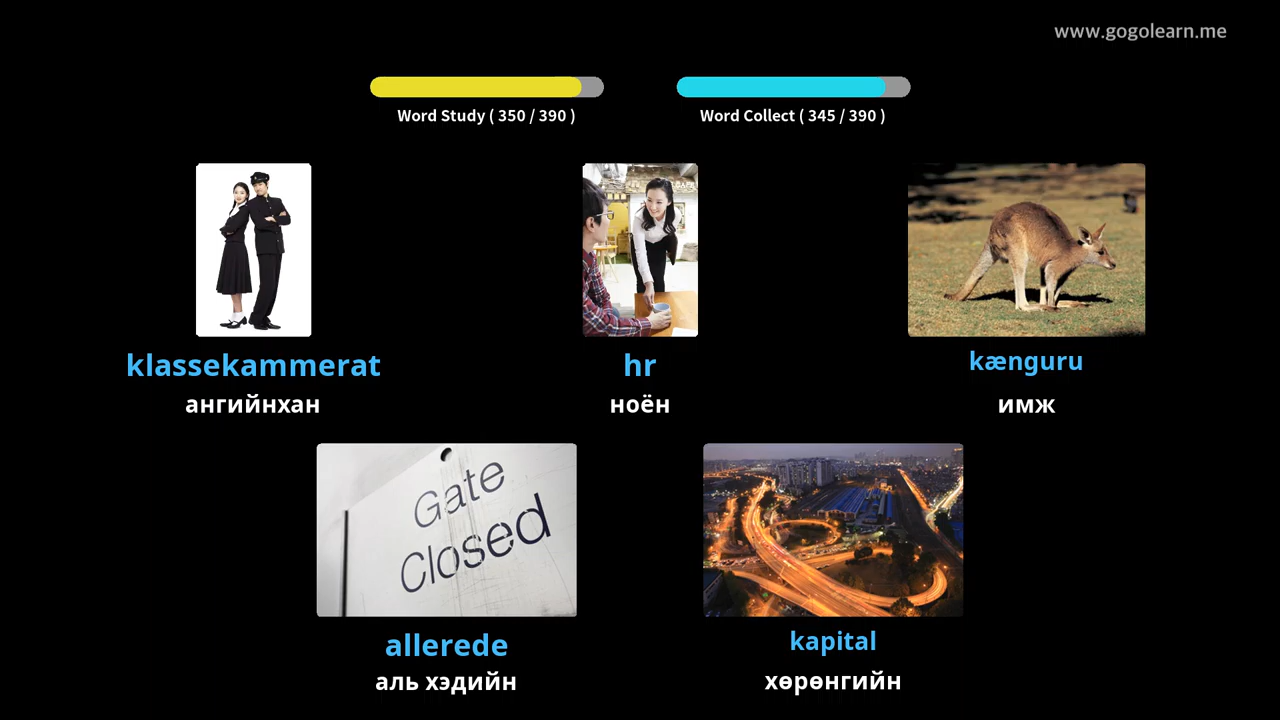 www.gogolearn.me
Word Study ( 350 / 390 )
Word Collect ( 345 / 390 )
klassekammerat
ангийнхан
hr
ноён
kænguru
имж
Gate
Closed
allerede
аль хэдийн
kapital
хөрөнгийн